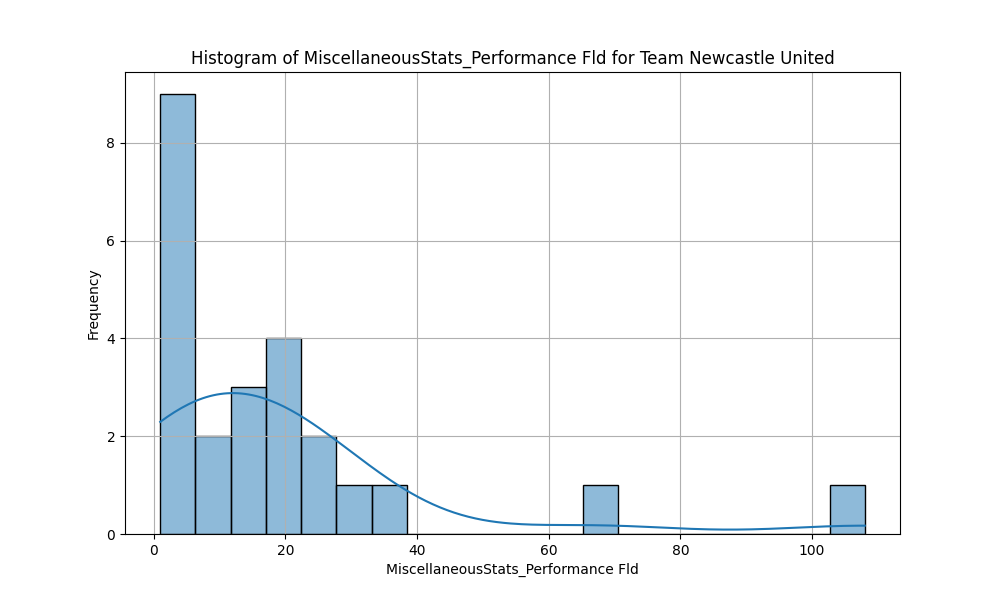 Histogram of MiscellaneousStats_Performance Fld for Team Newcastle United
8
6
4
2
0
Frequency
0 20 40 60 80 100
MiscellaneousStats_Performance Fld